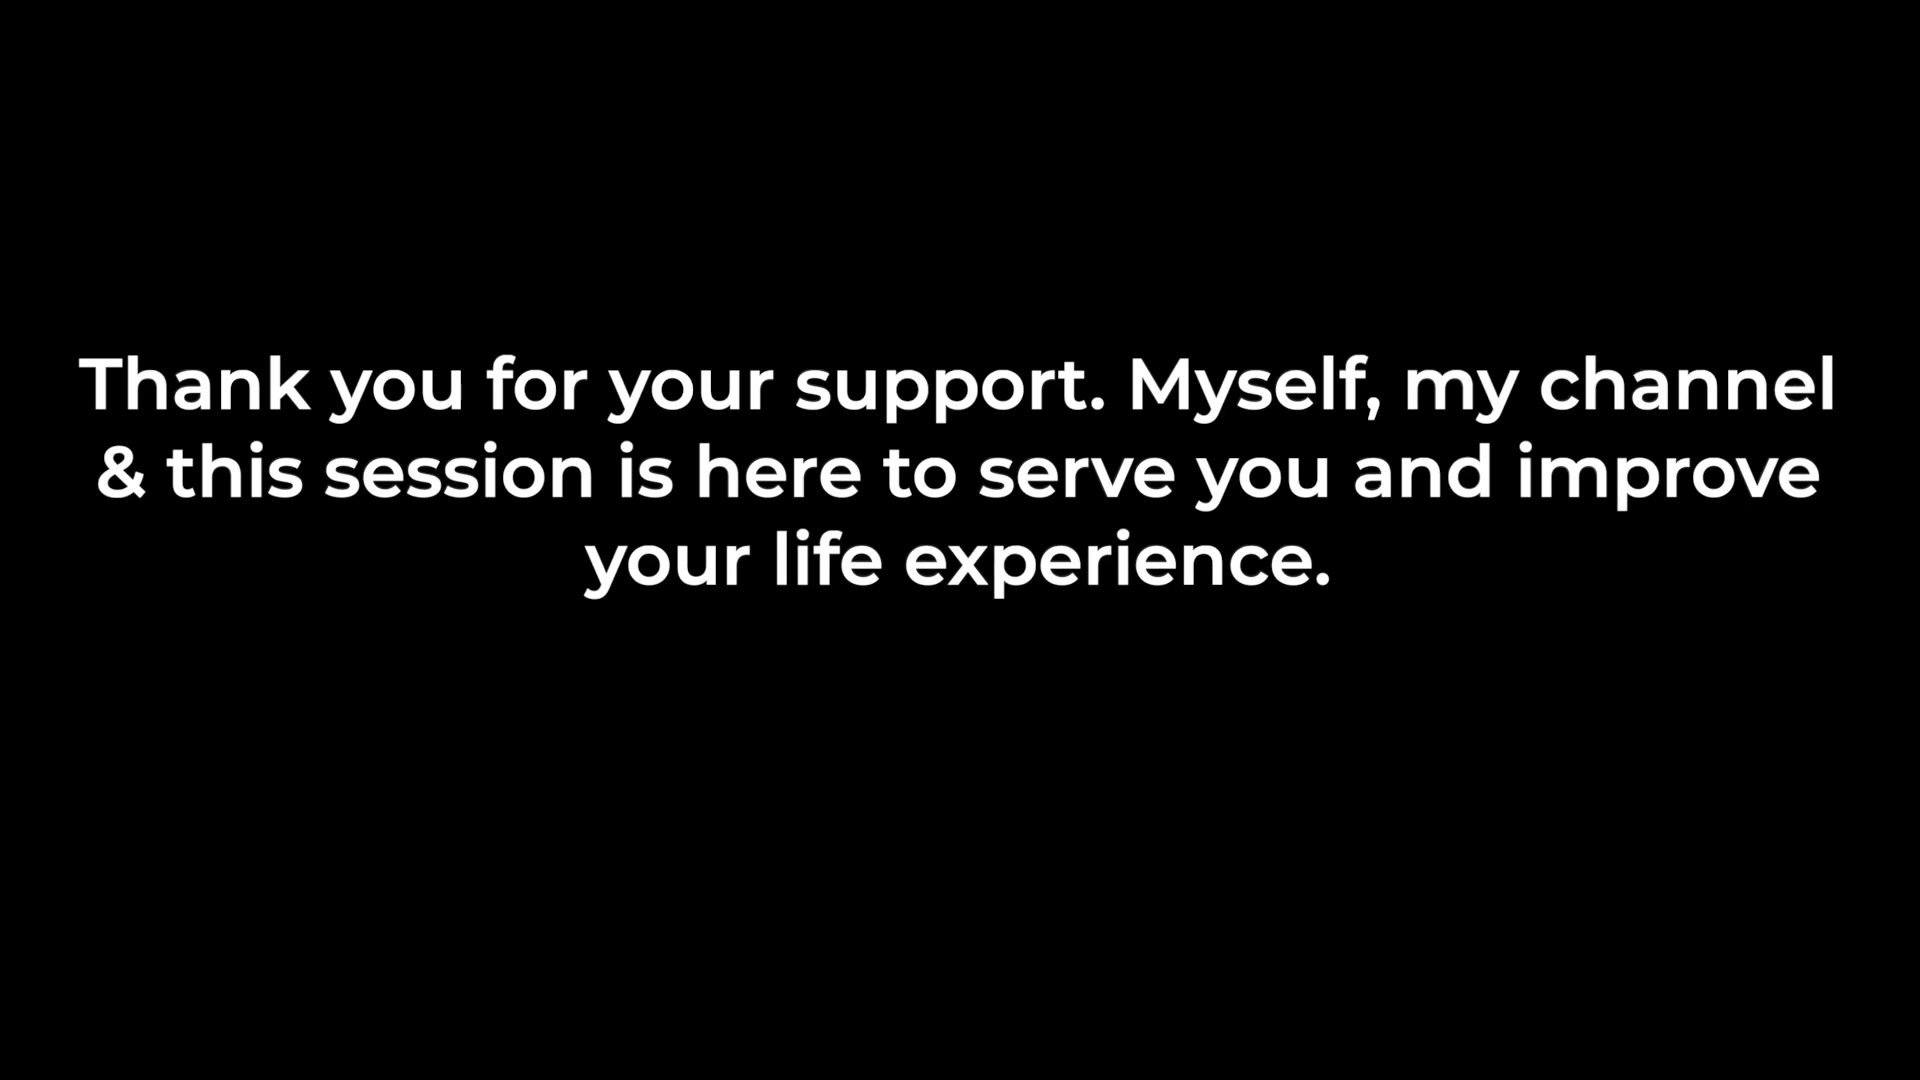 Thank you for your support. Myself, my channel
& this session is here to serve you and improve
your life experience.